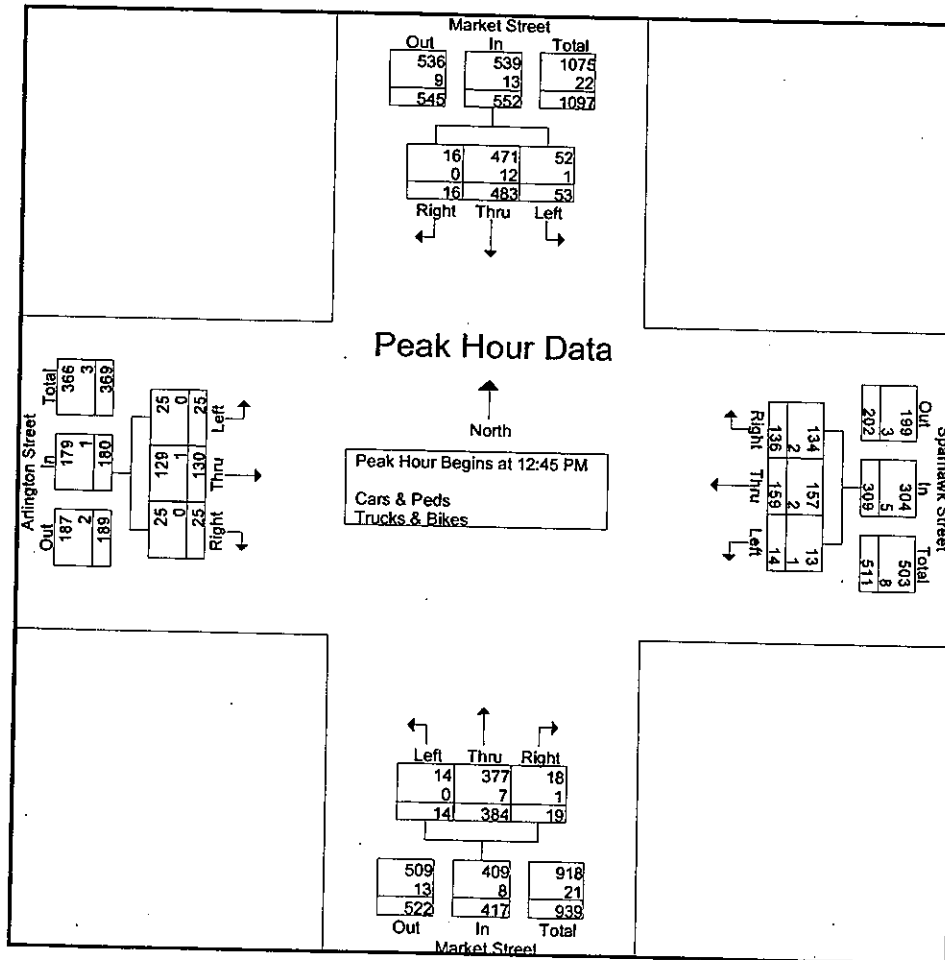 Market Street
Out In Total
536 539 1075
9 13 22
545 552 1097
16 471 52
0 12 1
16 483 53
Right Thru Left
Peak Hour Data
North
Peak Hour Begins at 12:45 PM
Cars & Peds
Trucks & Bikes
Arlington Street
Total In Out
366 179 187
3 1 2
369 180 189
25 129 25
0 1 0
25 130 25
Left Thru Right
Right Thru Left
136 159 14
2 2 1
134 157 13
202 309 511
3 5 8
199 304 503
Out In Total
Sparhawk Street
Left Thru Right
14 377 18
0 7 1
14 384 19
509 409 918
13 8 21
522 417 939
Out In Total
Market Street